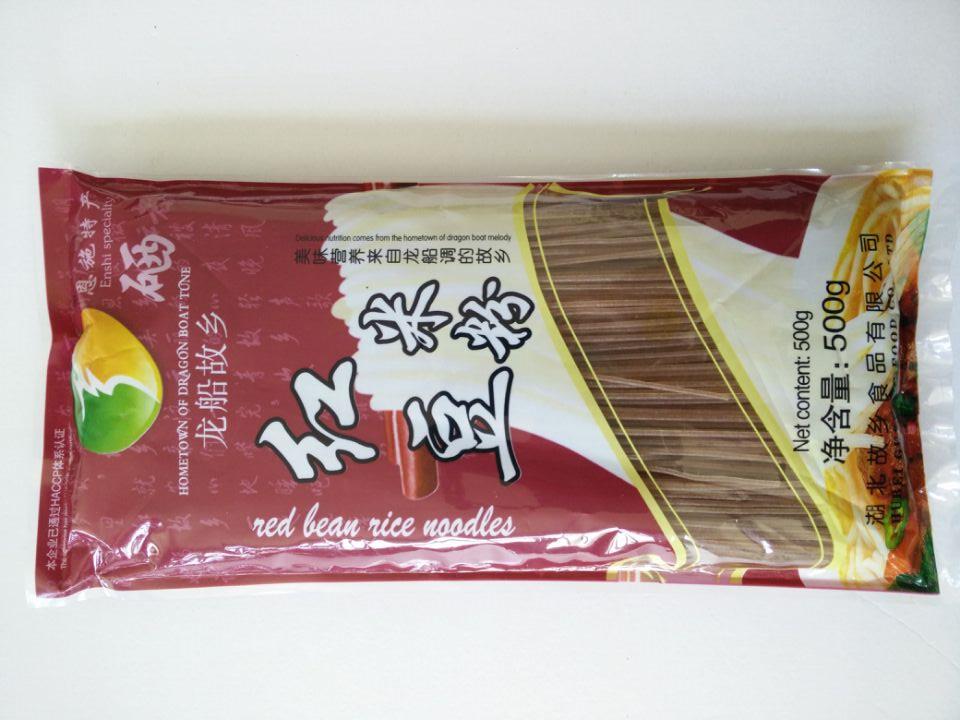 恩施特产
Enshi specialty
硒
HOMETOWN OF DRAGON BOAT TUNE
龙船故乡
本企业已通过HACCP体系认证
Delicious nutrition comes from the hometown of dragon boat melody
美味营养来自龙船调的故乡
红豆
米粉
red bean rice noodles
Net content: 500g
净含量: 500g
湖北故乡食品有限公司